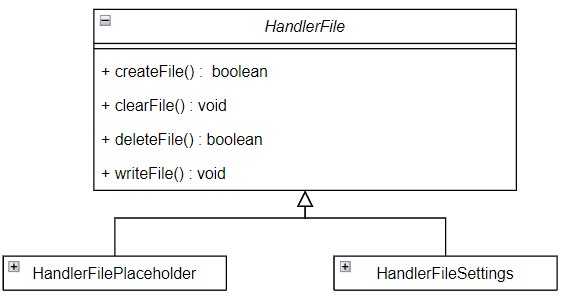 HandlerFile
+ createFile() : boolean
+ clearFile() : void
+ deleteFile() : boolean
+ writeFile() : void
HandlerFilePlaceholder
HandlerFileSettings